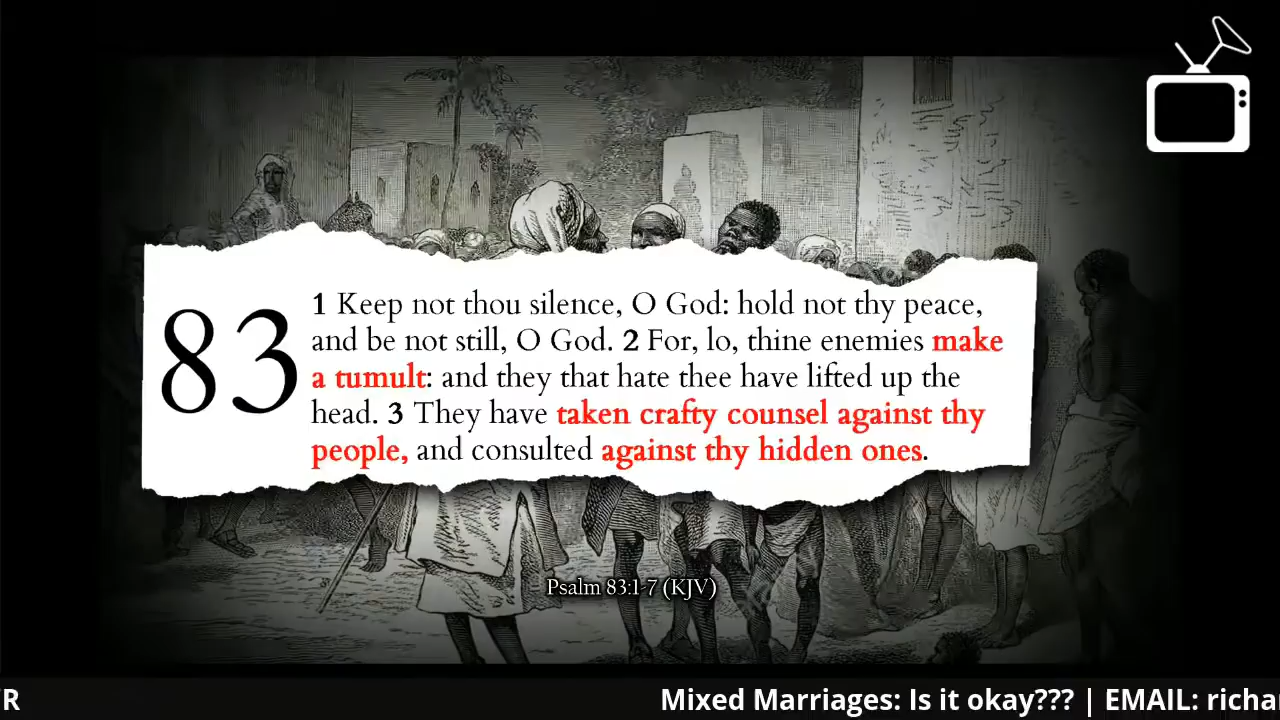 83
1 Keep not thou silence, O God: hold not thy peace,
and be not still, O God. 2 For, lo, thine enemies make
a tumult: and they that hate thee have lifted up the
head. 3 They have taken crafty counsel against thy
people, and consulted against thy hidden ones.
Psalm 83:1-7 (KJV)
Mixed Marriages: Is it okay??? | EMAIL: